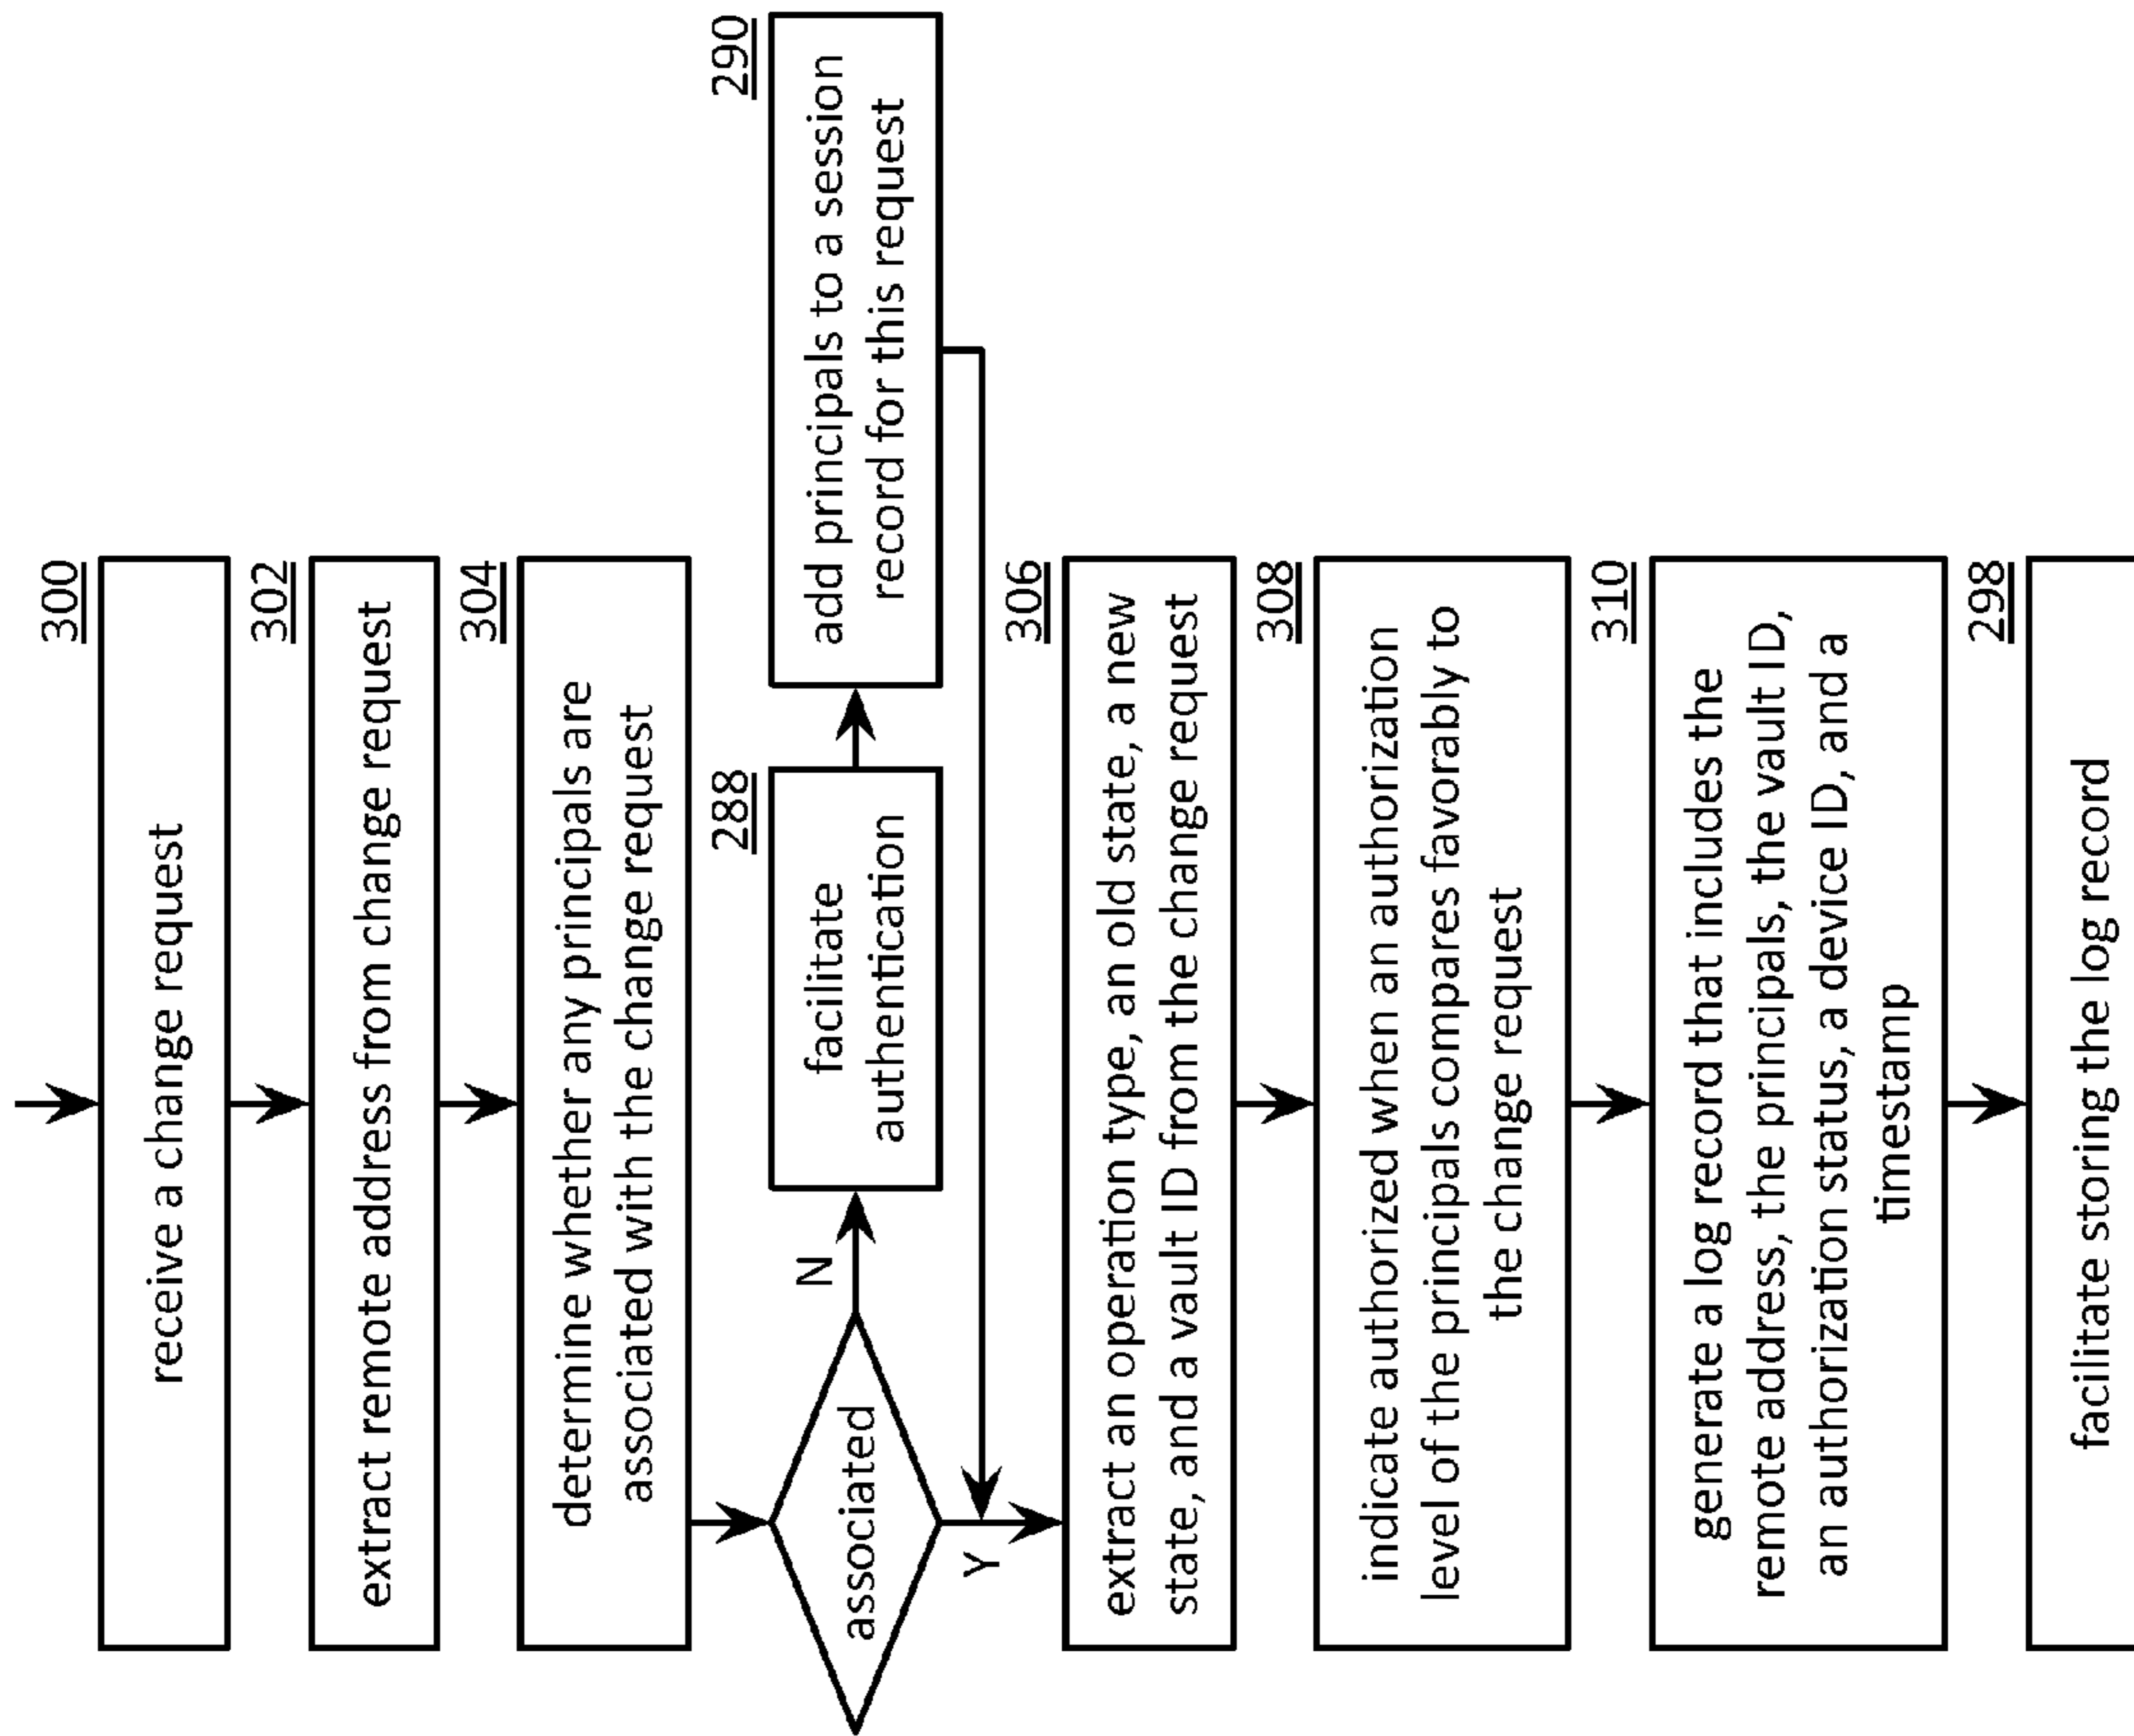 300
receive a change request
302
extract remote address from change request
304
determine whether any principals are
associated with the change request
associated
N
Y
288
facilitate
authentication
290
add principals to a session
record for this request
306
extract an operation type, an old state, a new
state, and a vault ID from the change request
308
indicate authorized when an authorization
level of the principals compares favorably to
the change request
310
generate a log record that includes the
remote address, the principals, the vault ID,
an authorization status, a device ID, and a
timestamp
298
facilitate storing the log record